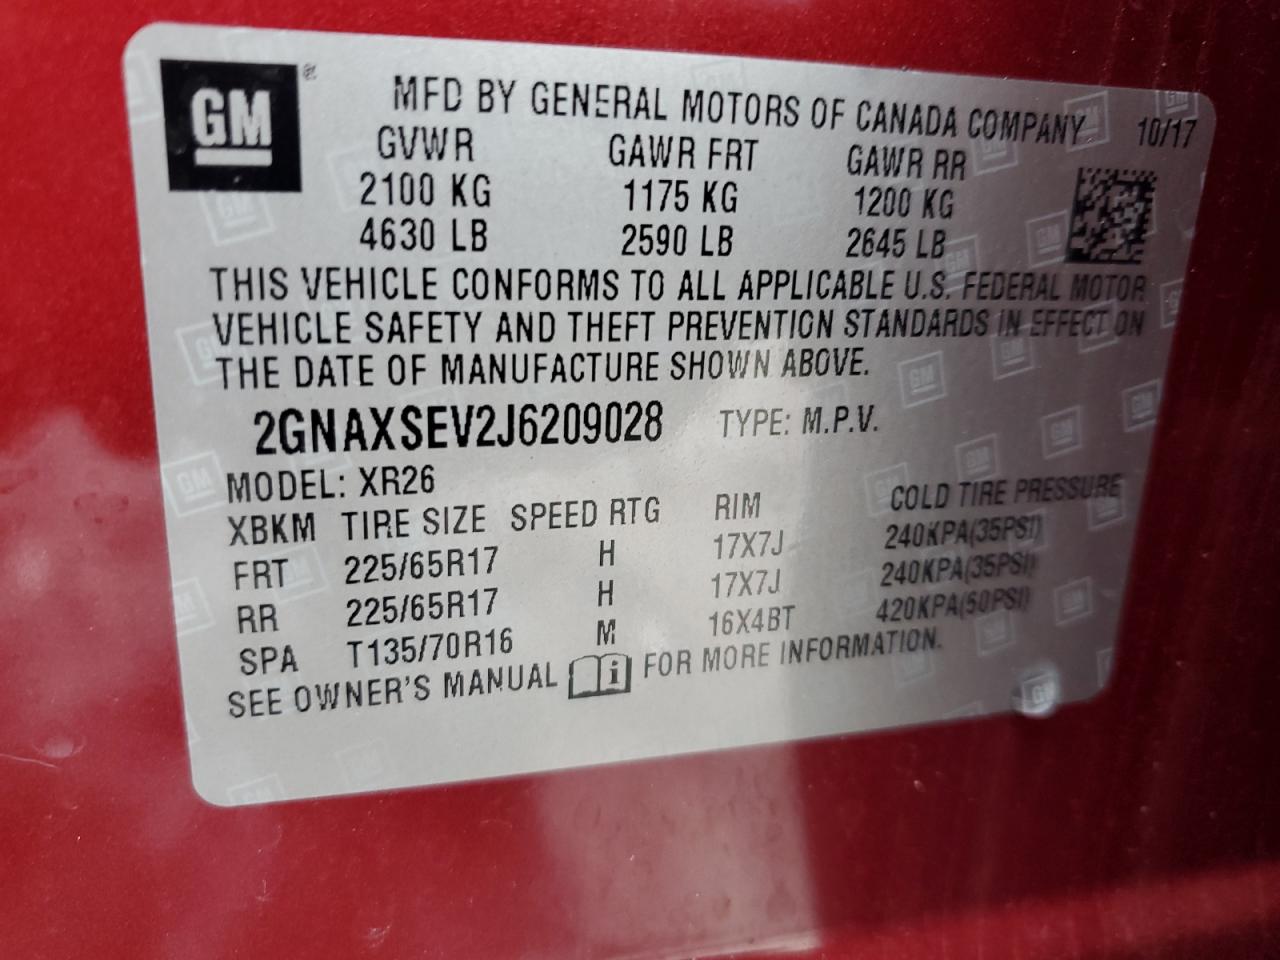 GM ®
MFD BY GENERAL MOTORS OF CANADA COMPANY 10/17
GVWR GAWR FRT GAWR RR
2100 KG 1175 KG 1200 KG
4630 LB 2590 LB 2645 LB
THIS VEHICLE CONFORMS TO ALL APPLICABLE U.S. FEDERAL MOTOR
VEHICLE SAFETY AND THEFT PREVENTION STANDARDS IN EFFECT ON
THE DATE OF MANUFACTURE SHOWN ABOVE.
2GNAXSEV2J6209028 TYPE: M.P.V.
MODEL: XR26
XBKM TIRE SIZE SPEED RTG RIM COLD TIRE PRESSURE
FRT 225/65R17 H 17X7J 240KPA(35PSI)
RR 225/65R17 H 17X7J 240KPA(35PSI)
SPA T135/70R16 M 16X4BT 420KPA(60PSI)
SEE OWNER'S MANUAL i FOR MORE INFORMATION.